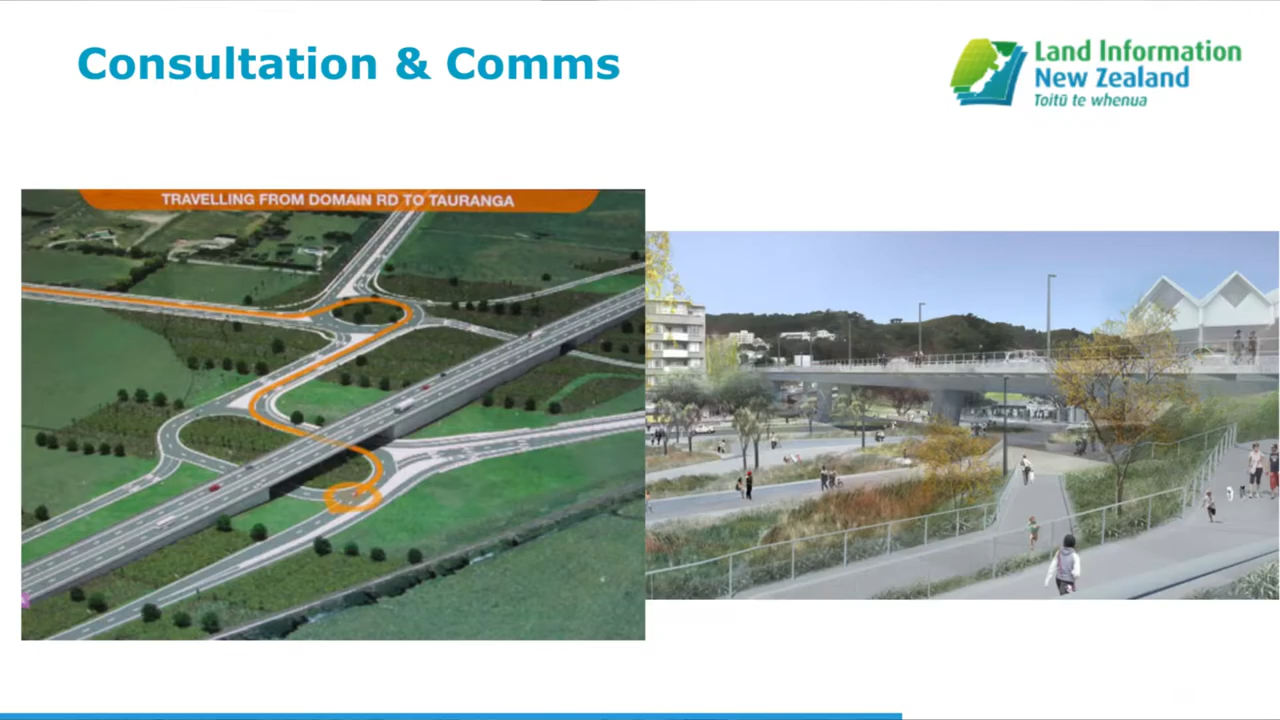 Consultation & Comms
Land Information
New Zealand
Toitū te whenua
TRAVELLING FROM DOMAIN RD TO TAURANGA